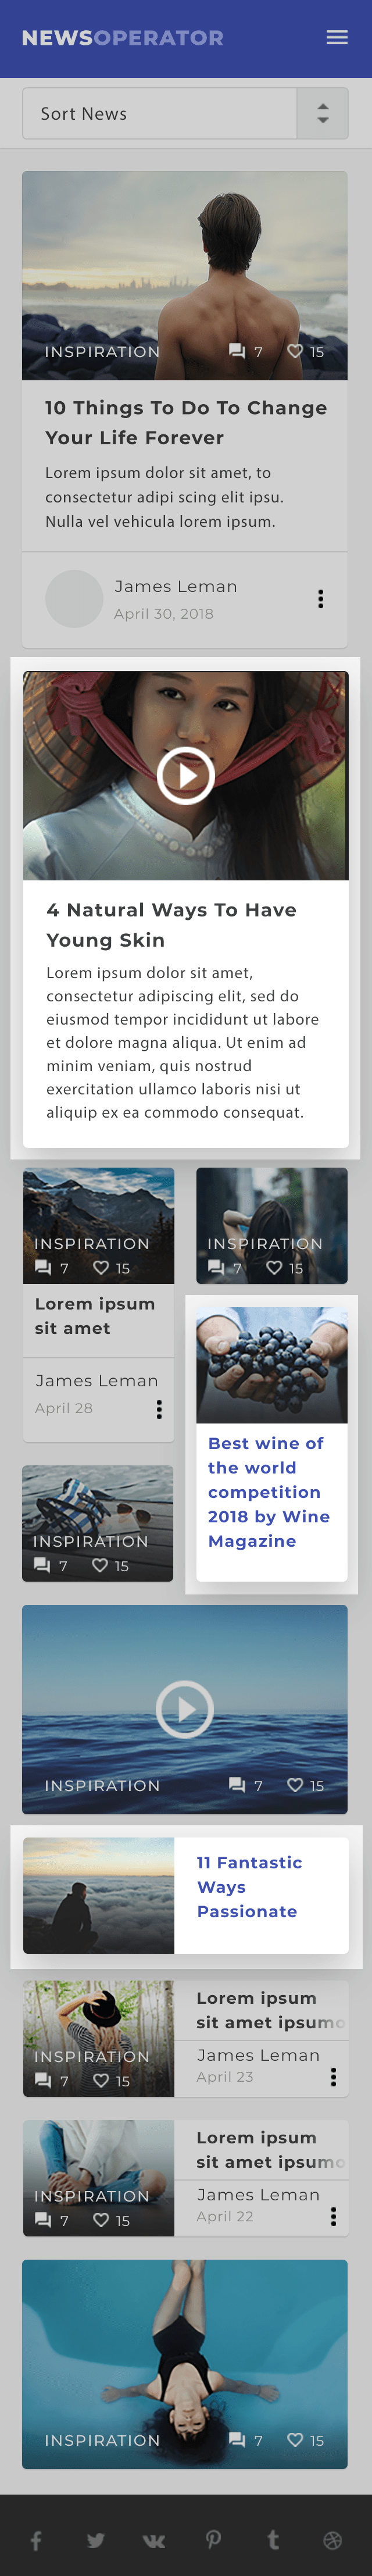 NEWSOPERATOR
Sort News
INSPIRATION 7 15
10 Things To Do To Change
Your Life Forever
Lorem ipsum dolor sit amet, to
consectetur adipi scing elit ipsu.
Nulla vel vehicula lorem ipsum.
James Leman
April 30, 2018
4 Natural Ways To Have
Young Skin
Lorem ipsum dolor sit amet,
consectetur adipiscing elit, sed do
eiusmod tempor incididunt ut labore
et dolore magna aliqua. Ut enim ad
minim veniam, quis nostrud
exercitation ullamco laboris nisi ut
aliquip ex ea commodo consequat.
INSPIRATION
7 15
Lorem ipsum
sit amet
James Leman
April 28
INSPIRATION
7 15
Best wine of
the world
competition
2018 by Wine
Magazine
INSPIRATION
7 15
INSPIRATION 7 15
11 Fantastic
Ways
Passionate
INSPIRATION
7 15
Lorem ipsum
sit amet ipsumo
James Leman
April 23
INSPIRATION
7 15
Lorem ipsum
sit amet ipsumo
James Leman
April 22
INSPIRATION 7 15